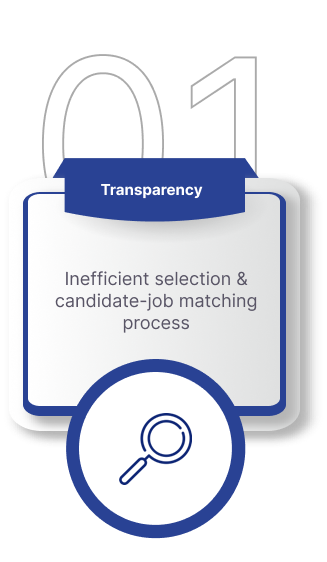 01
Transparency
Inefficient selection &
candidate-job matching
process